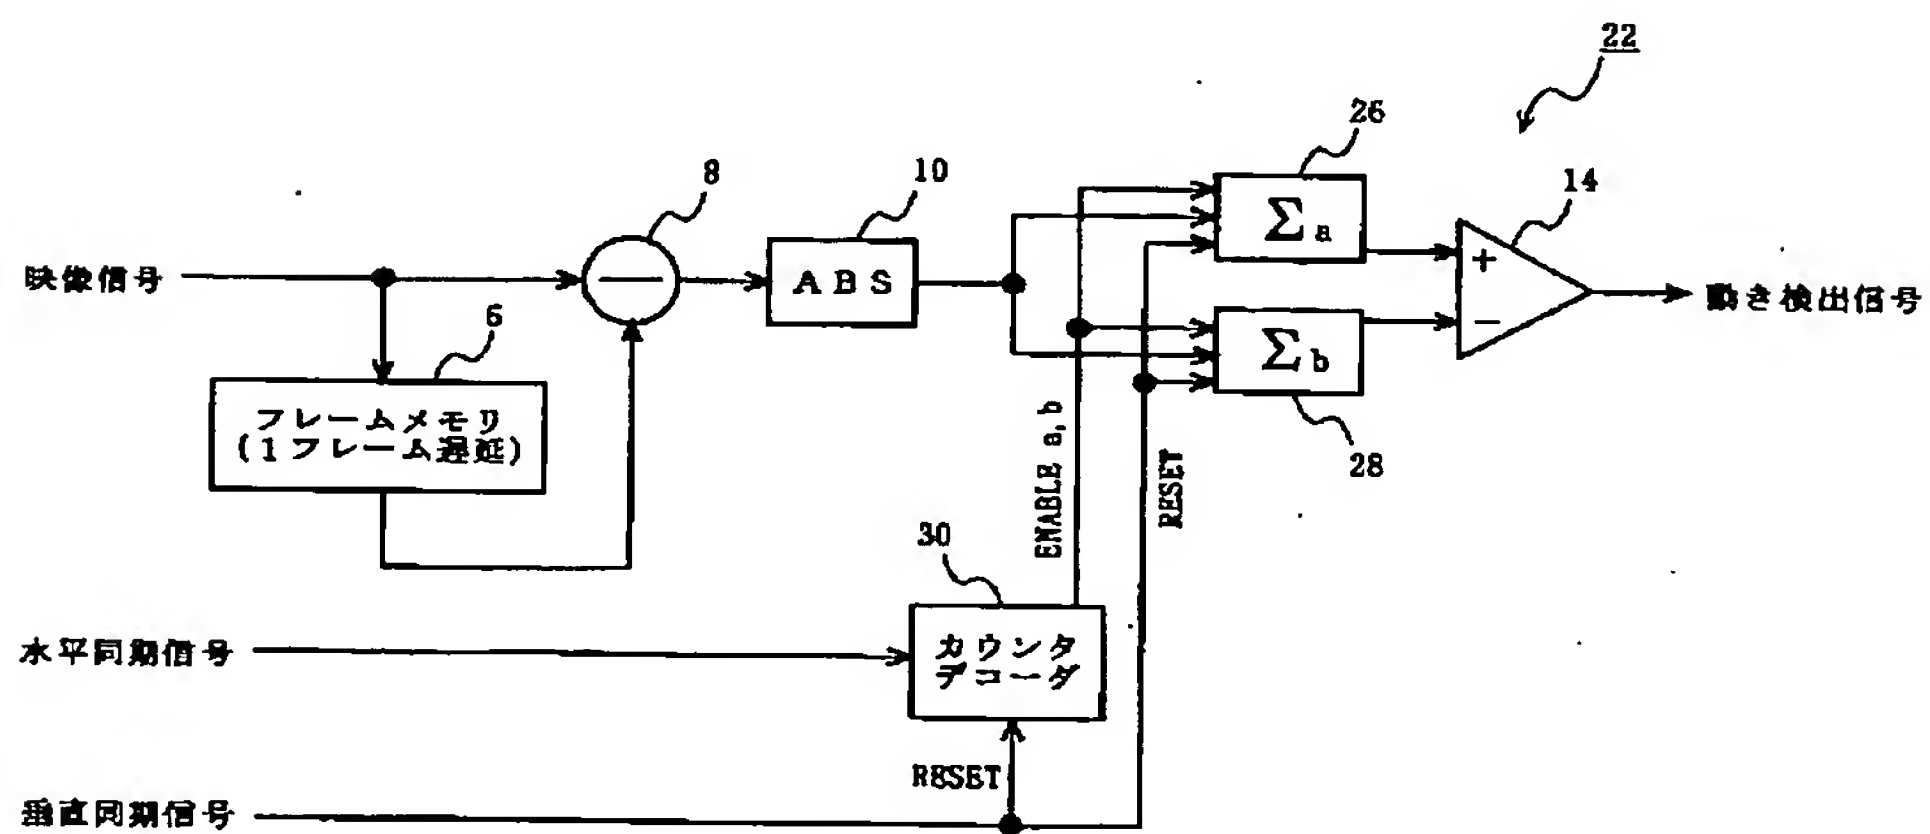 22
26
8
10
14
Σa
映像信号
ABS
動き検出信号
6
Σb
フレームメモリ
(1フレーム遅延)
ENABLE a,b
RESET
28
30
水平同期信号
カウンタ
デコーダ
RESET
垂直同期信号